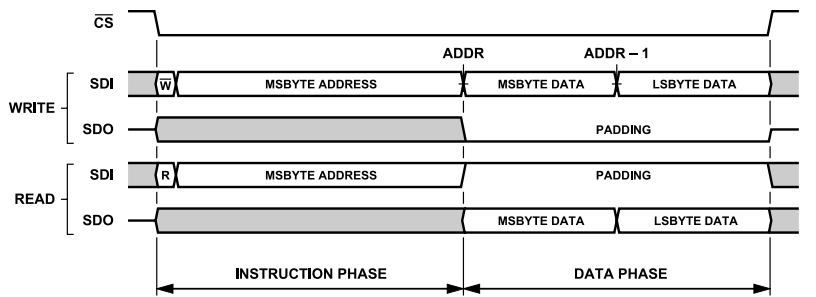 CS
ADDR ADDR – 1
SDI W MSBYTE ADDRESS MSBYTE DATA LSBYTE DATA
WRITE
SDO PADDING
SDI R MSBYTE ADDRESS PADDING
READ
SDO MSBYTE DATA LSBYTE DATA
INSTRUCTION PHASE DATA PHASE